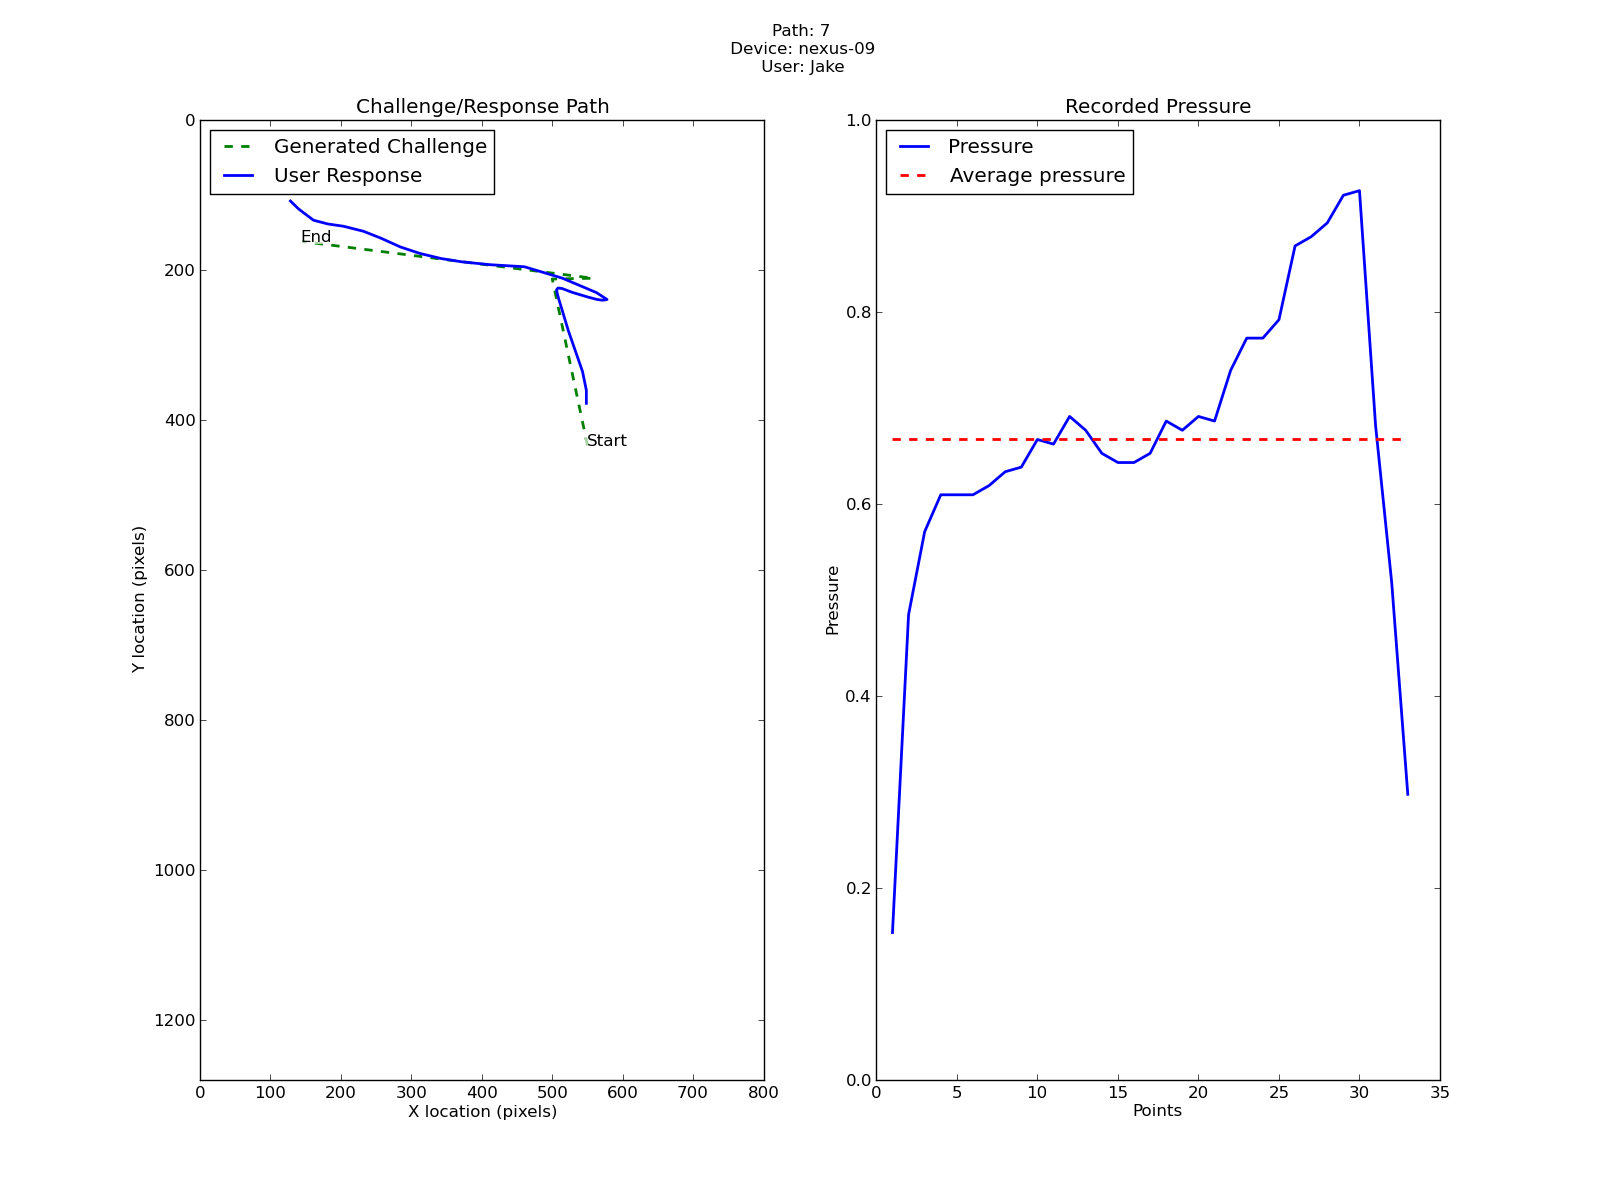 Path: 7
Device: nexus-09
User: Jake
Challenge/Response Path
Generated Challenge
User Response
End
Start
0
200
400
600
800
1000
1200
Y location (pixels)
0 100 200 300 400 500 600 700 800
X location (pixels)
Recorded Pressure
Pressure
Average pressure
1.0
0.8
0.6
0.4
0.2
0.0
Pressure
0 5 10 15 20 25 30 35
Points